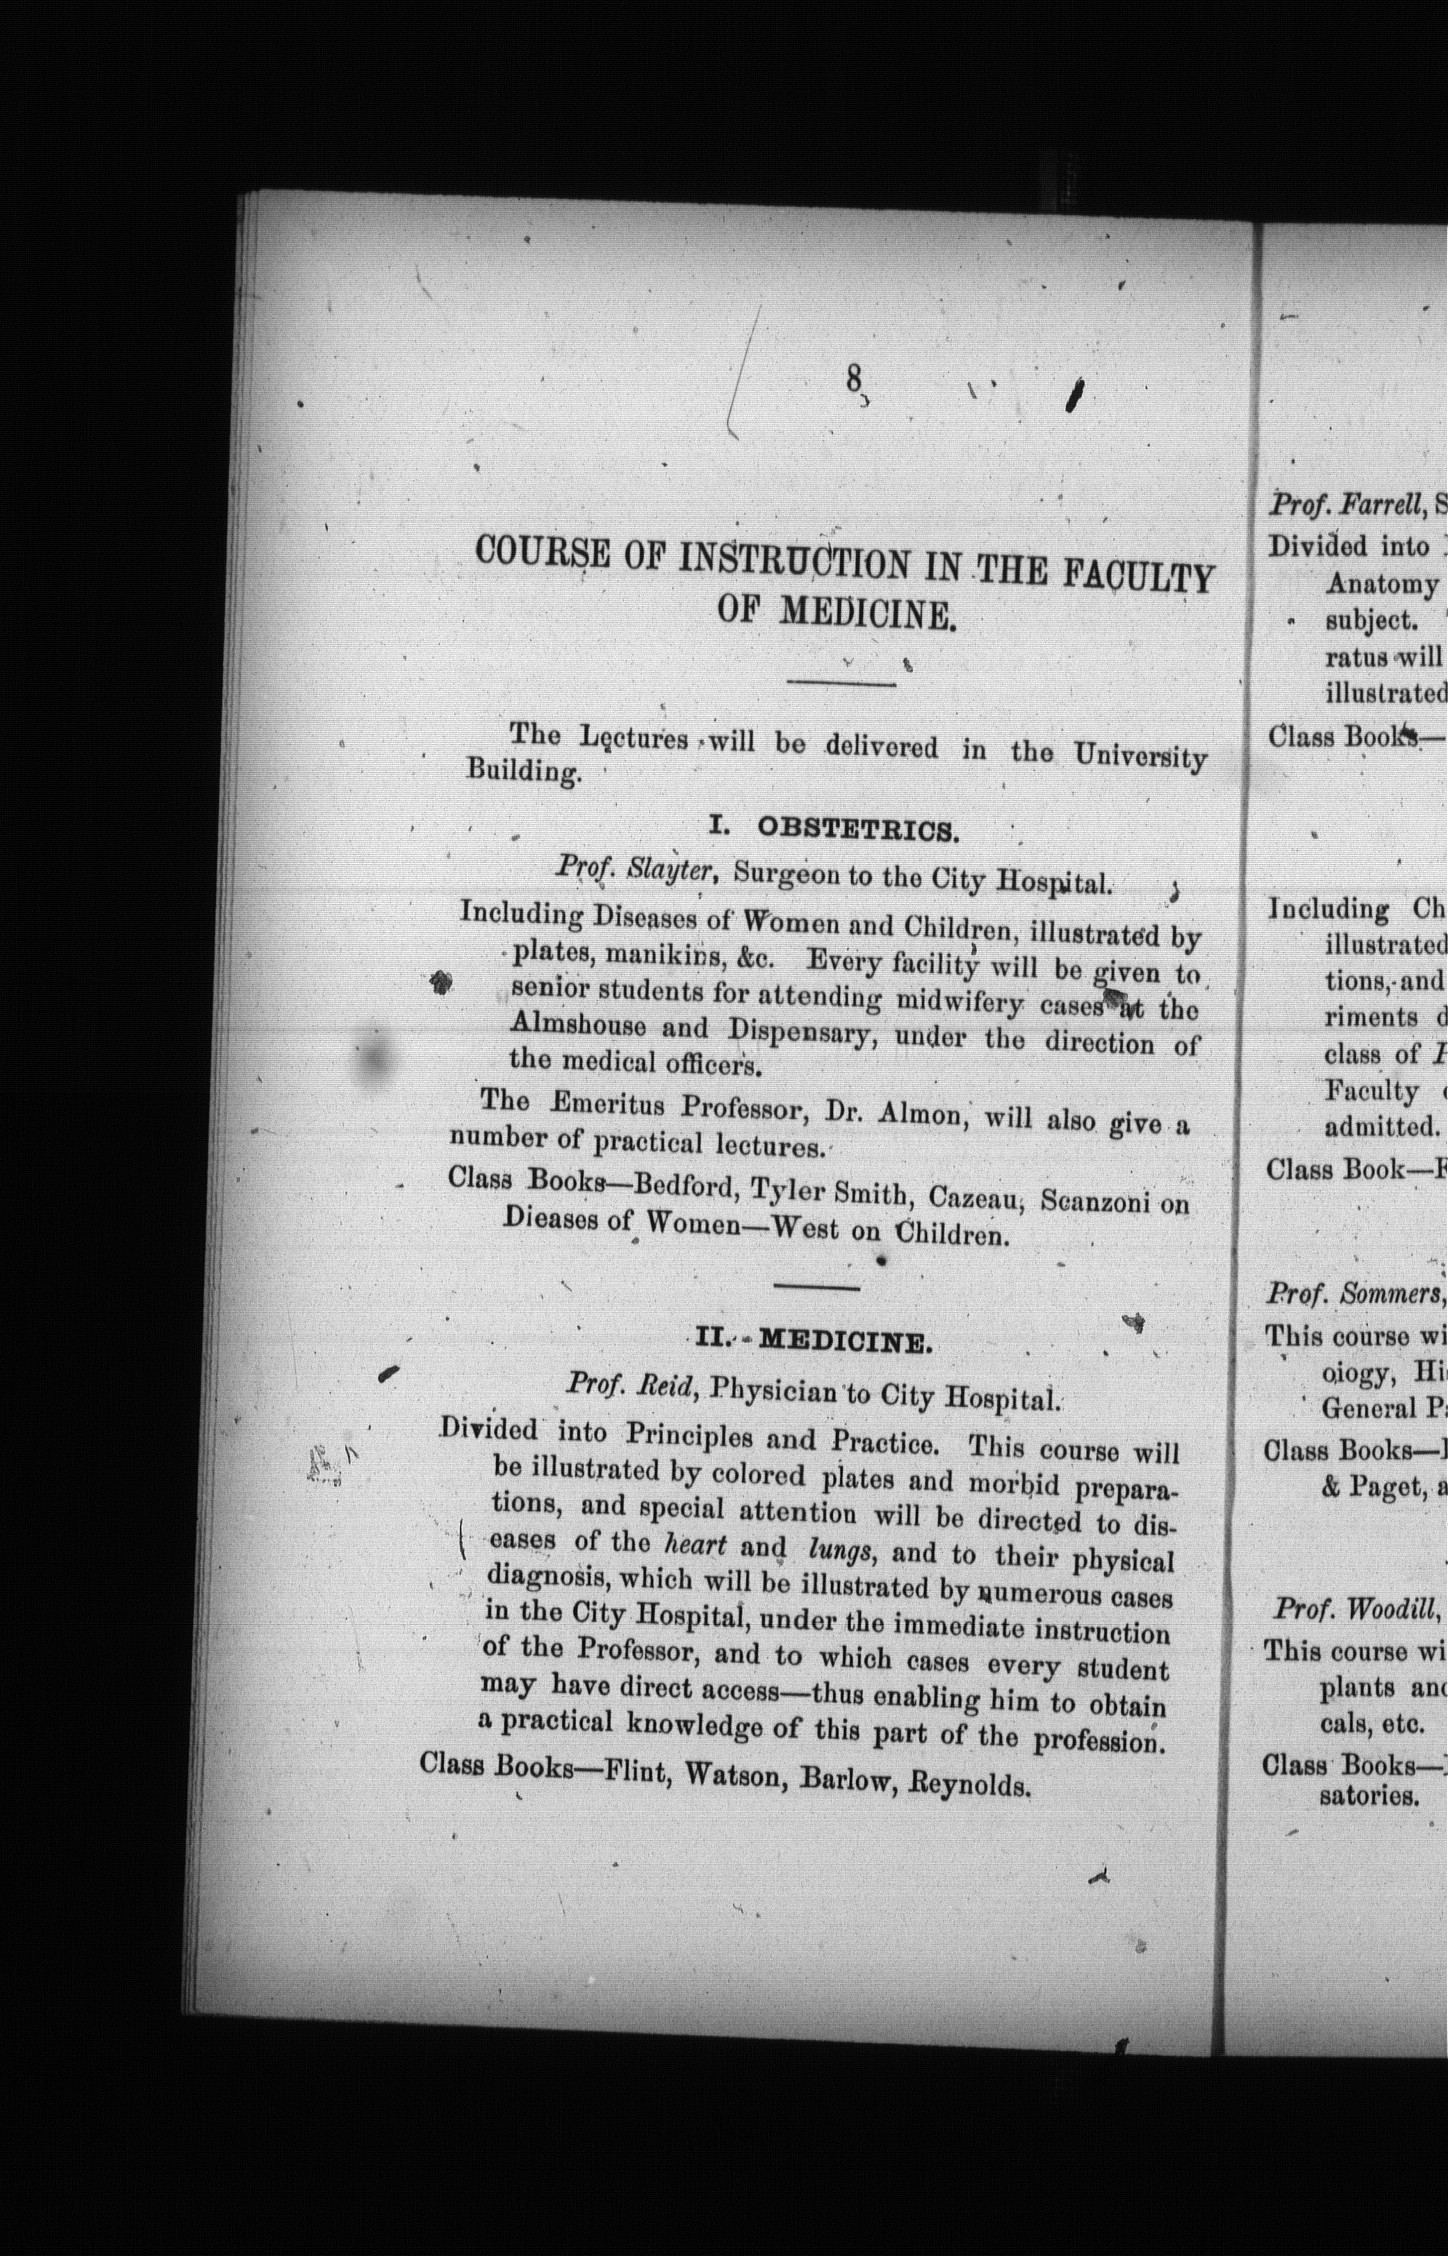 8
COURSE OF INSTRUCTION IN THE FACULTY
OF MEDICINE.
The Lectures will be delivered in the University
Building.
I. OBSTETRICS.
Prof. Slayter, Surgeon to the City Hospital.
Including Diseases of Women and Children, illustrated by
plates, manikins, &c. Every facility will be given to
senior students for attending midwifery cases at the
Almshouse and Dispensary, under the direction of
the medical officers.
The Emeritus Professor, Dr. Almon, will also give a
number of practical lectures.
Class Books—Bedford, Tyler Smith, Cazeau, Scanzoni on
Dieases of Women—West on Children.
II. MEDICINE.
Prof. Reid, Physician to City Hospital.
Divided into Principles and Practice. This course will
be illustrated by colored plates and morbid prepara-
tions, and special attention will be directed to dis-
eases of the heart and lungs, and to their physical
diagnosis, which will be illustrated by numerous cases
in the City Hospital, under the immediate instruction
of the Professor, and to which cases every student
may have direct access—thus enabling him to obtain
a practical knowledge of this part of the profession.
Class Books—Flint, Watson, Barlow, Reynolds.
Prof. Farrell,
Divided into
Anatomy
subject.
ratus will
illustrated
Class Books—
Including Ch
illustrated
tions, and
riments
class of
Faculty
admitted.
Class Book—
Prof. Sommers,
This course wi
oiogy, Hi
General
Class Books—
& Paget, a
Prof. Woodill,
This course wi
plants and
cals, etc.
Class Books—
satories.